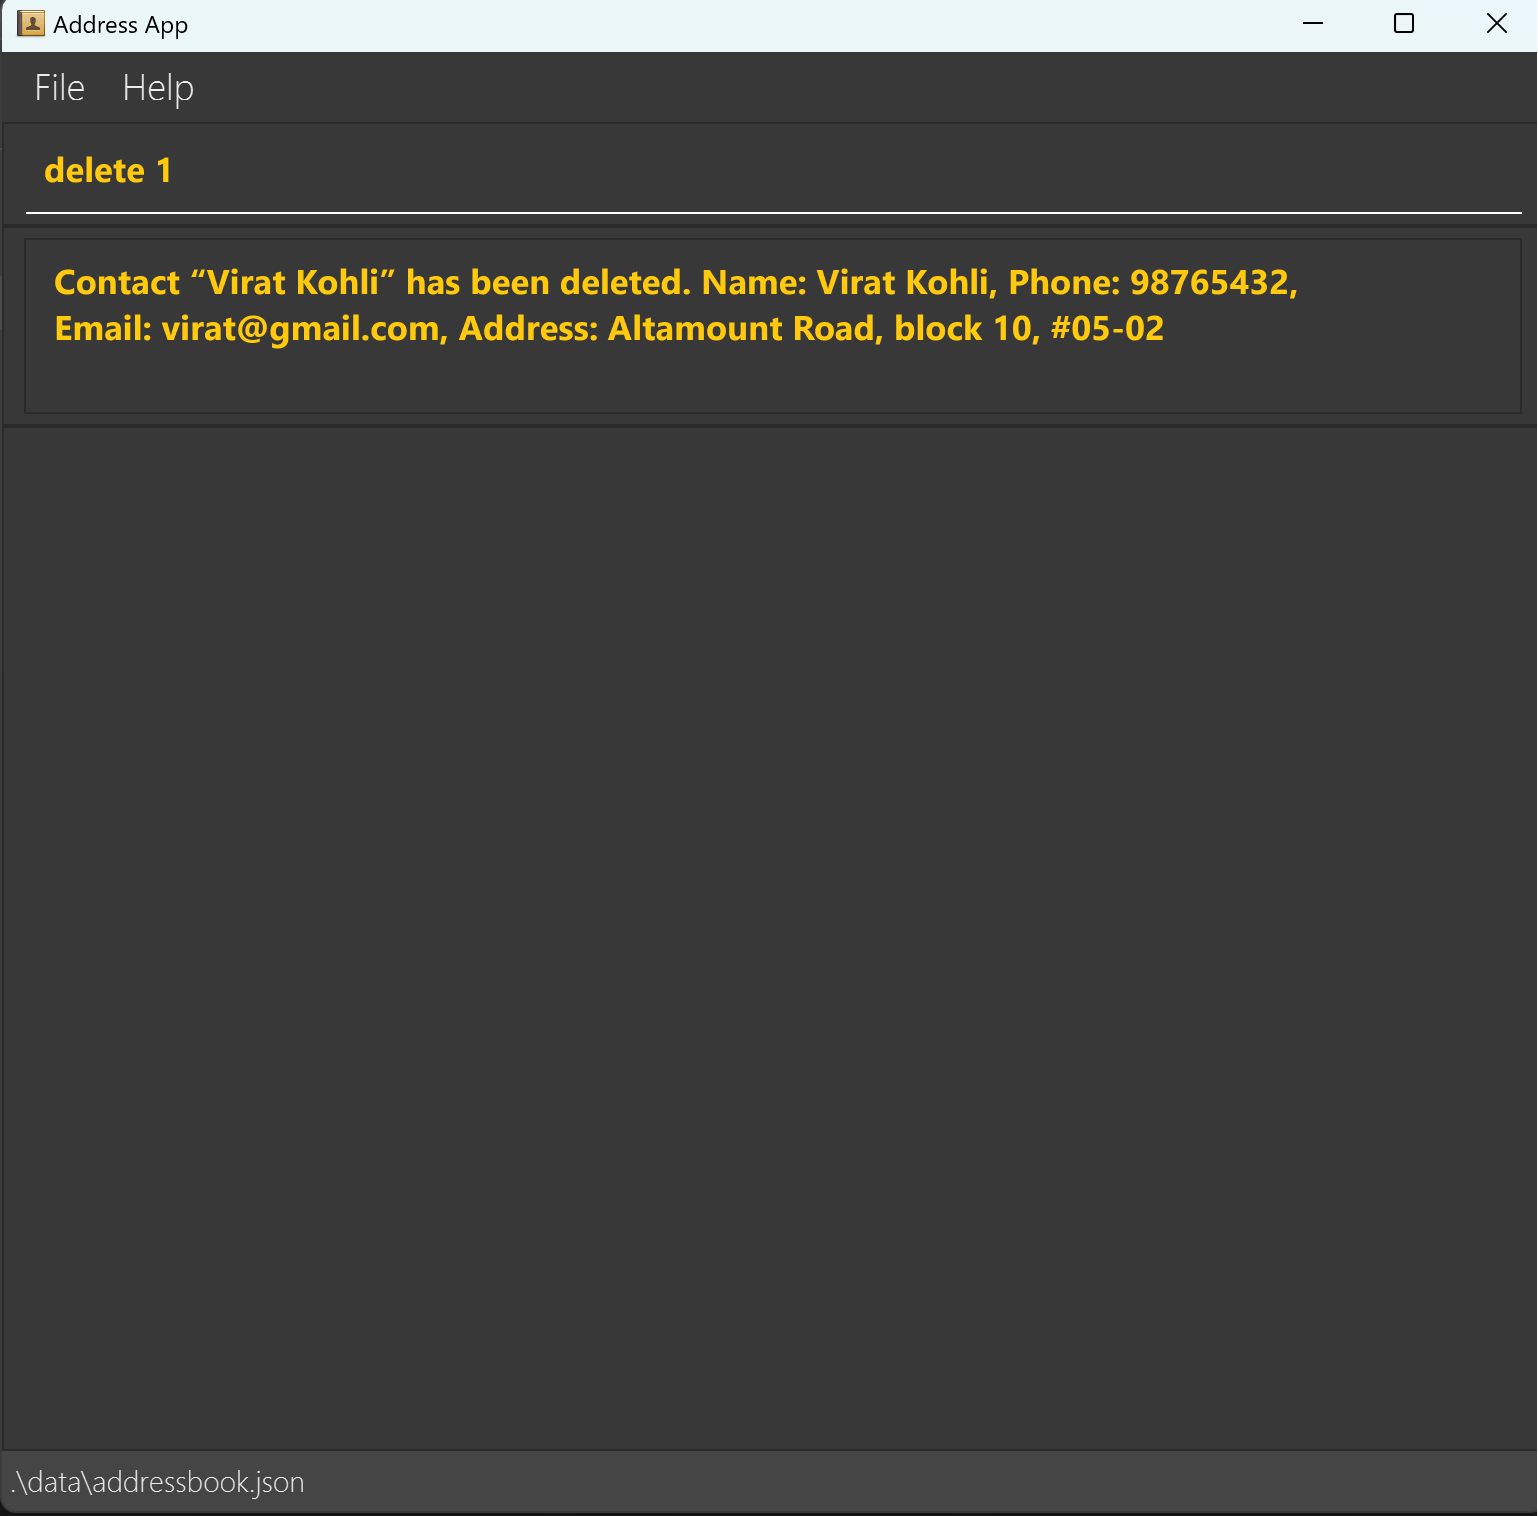 Address App
File Help
delete 1
Contact “Virat Kohli” has been deleted. Name: Virat Kohli, Phone: 98765432,
Email: virat@gmail.com, Address: Altamount Road, block 10, #05-02
.\data\addressbook.json